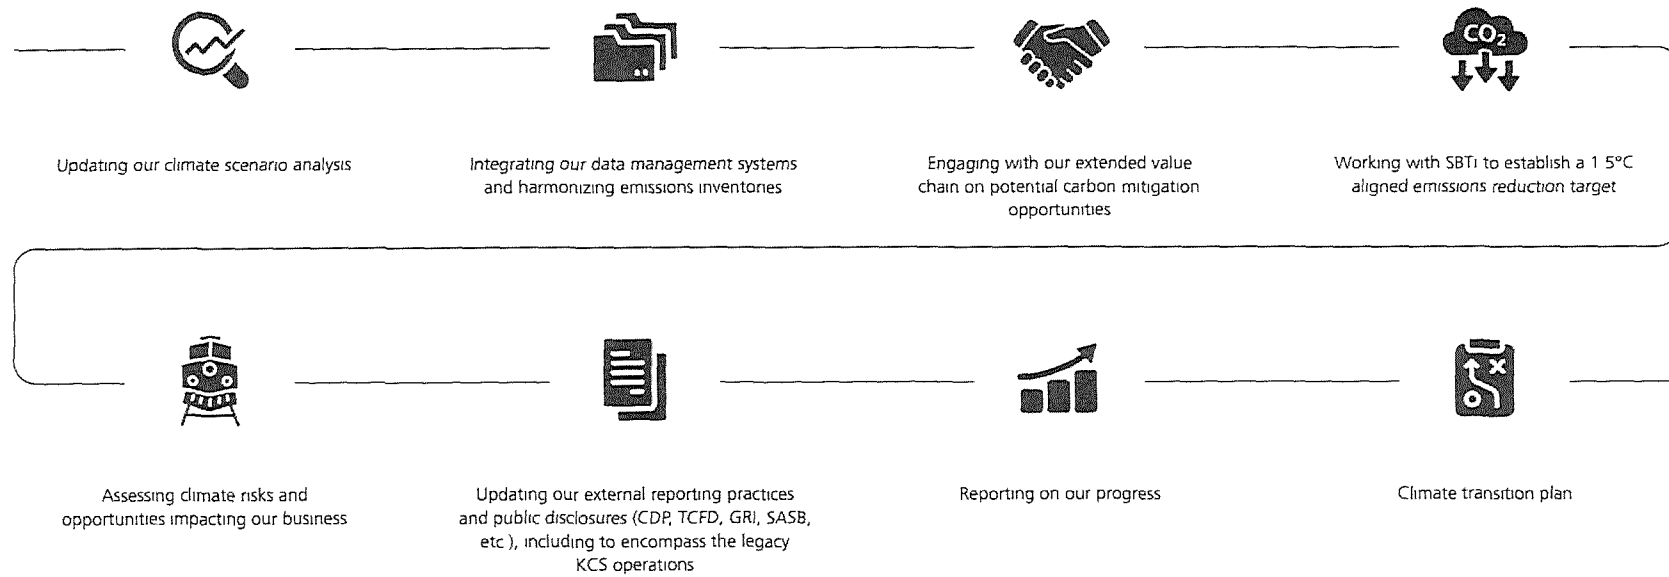 CO2
Updating our climate scenario analysis
Integrating our data management systems
and harmonizing emissions inventories
Engaging with our extended value
chain on potential carbon mitigation
opportunities
Working with SBTi to establish a 1 5°C
aligned emissions reduction target
Assessing climate risks and
opportunities impacting our business
Updating our external reporting practices
and public disclosures (CDP, TCFD, GRI, SASB,
etc ), including to encompass the legacy
KCS operations
Reporting on our progress
Climate transition plan